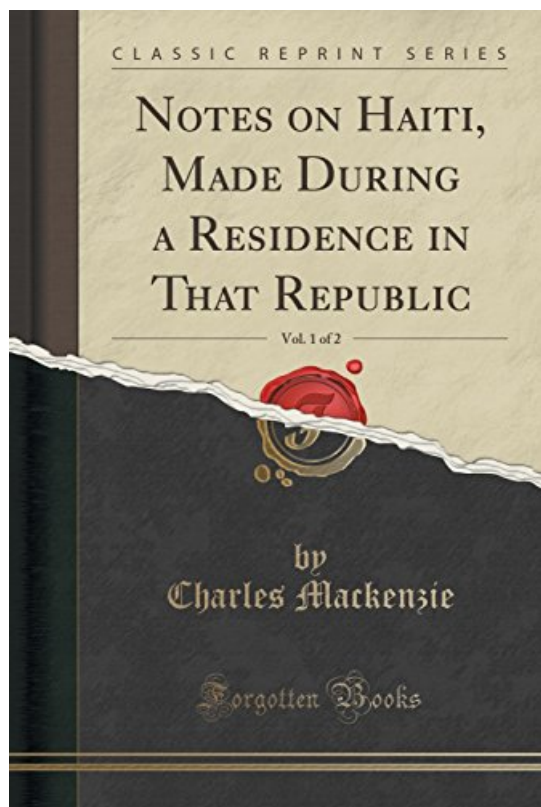 CLASSIC REPRINT SERIES
NOTES ON HAITI,
MADE DURING
A RESIDENCE IN
THAT REPUBLIC
Vol. 1 of 2
F
by
Charles Mackenzie
Forgotten Books